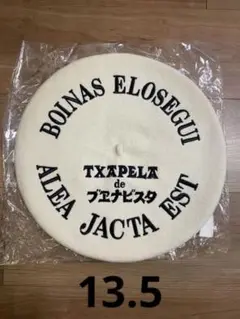 BOINAS ELOSEGUI
TXAPELA
de
ブエナビスタ
ALEA JACTA EST
13.5